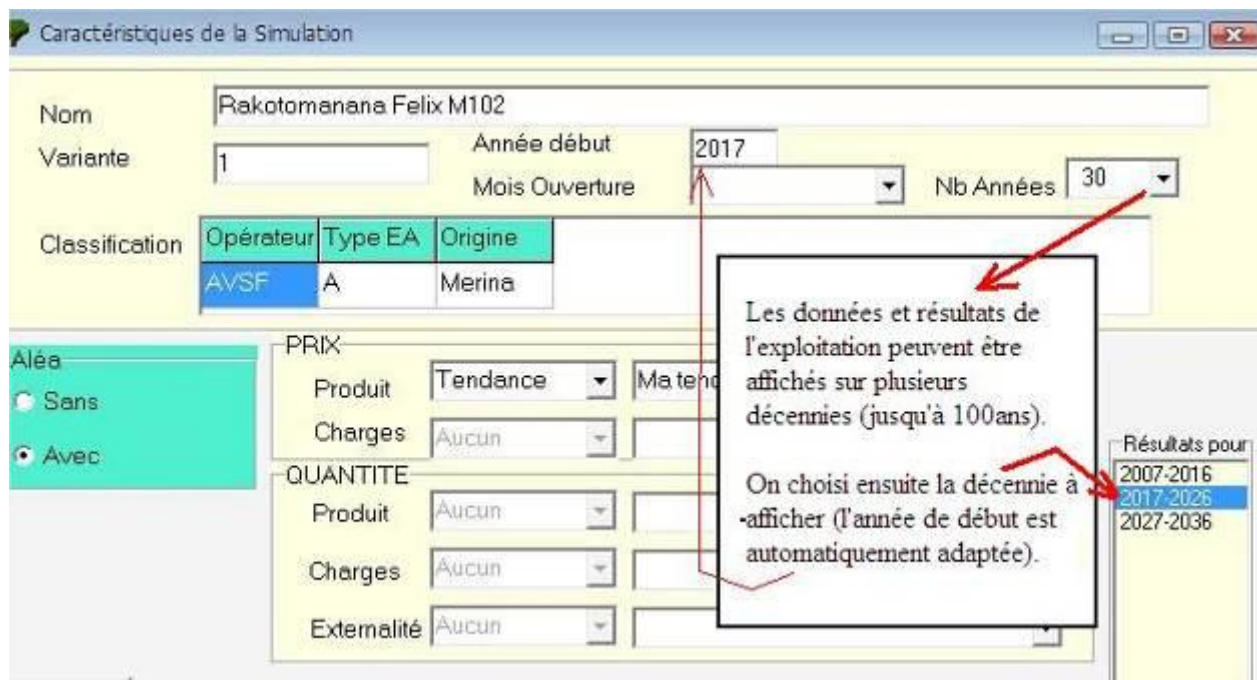 Caractéristiques de la Simulation
Nom Rakotomanana Felix M102
Variante 1 Année début 2017
Mois Ouverture Nb Années 30
Classification Opérateur Type EA Origine
AVSF A Merina
Aléa
Sans
Avec
PRIX
Produit Tendance Ma tend
Charges Aucun
QUANTITE
Produit Aucun
Charges Aucun
Externalité Aucun
Les données et résultats de
l'exploitation peuvent être
affichés sur plusieurs
décennies (jusqu'à 100ans).
On choisi ensuite la décennie à
-afficher (l'année de début est
automatiquement adaptée).
Résultats pour
2007-2016
2017-2026
2027-2036